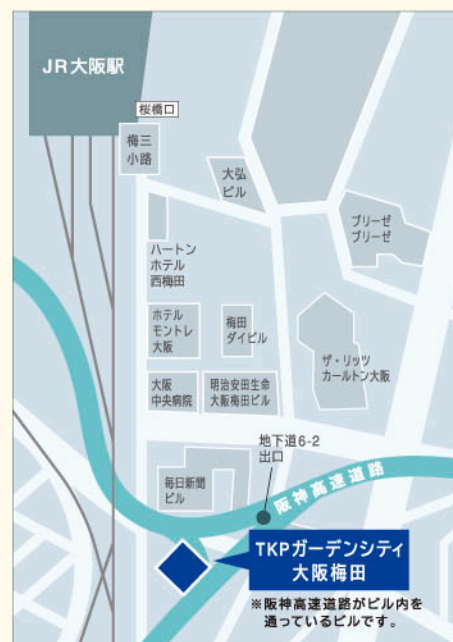 JR大阪駅
桜橋口
梅三
小路
大弘
ビル
ブリーゼ
ブリーゼ
ハートン
ホテル
西梅田
ホテル
モントレ
大阪
梅田
ダイビル
ザ・リッツ
カールトン大阪
大阪
中央病院
明治安田生命
大阪梅田ビル
地下道6-2
出口
毎日新聞
ビル
阪神高速道路
TKPガーデンシティ
大阪梅田
※阪神高速道路がビル内を
通っているビルです。